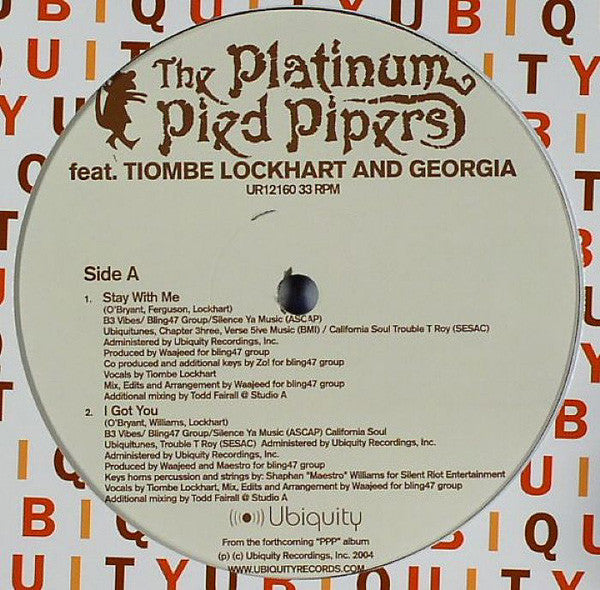 The Platinum
Pied Pipers
feat. TIOMBE LOCKHART AND GEORGIA
UR12160 33 RPM
Side A
1. Stay With Me
(O'Bryant, Ferguson, Lockhart)
B3 Vibes/ Bling47 Group/Silence Ya Music (ASCAP)
Ubiquitunes, Chapter 3hree, Verse 5ive Music (BMI) / California Soul Trouble T Roy (SESAC)
Administered by Ubiquity Recordings, Inc.
Produced by Waajeed for bling47 group
Co produced and additional keys by Zo! for bling47 group
Vocals by Tiombe Lockhart
Mix, Edits and Arrangement by Waajeed for bling47 group
Additional mixing by Todd Fairall @ Studio A
2. I Got You
(O'Bryant, Williams, Lockhart)
B3 Vibes/ Bling47 Group/Silence Ya Music (ASCAP) California Soul
Ubiquitunes, Trouble T Roy (SESAC) Administered by Ubiquity Recordings, Inc.
Administered by Ubiquity Recordings, Inc.
Produced by Waajeed and Maestro for bling47 group
Keys horns percussion and strings by: Shaphan "Maestro" Williams for Silent Riot Entertainment
Vocals by Tiombe Lockhart, Mix, Edits and Arrangement by Waajeed for bling47 group
Additional mixing by Todd Fairall @ Studio A
Ubiquity
From the forthcoming "PPP" album
(p) (c) Ubiquity Recordings, Inc. 2004
WWW.UBIQUITYRECORDS.COM